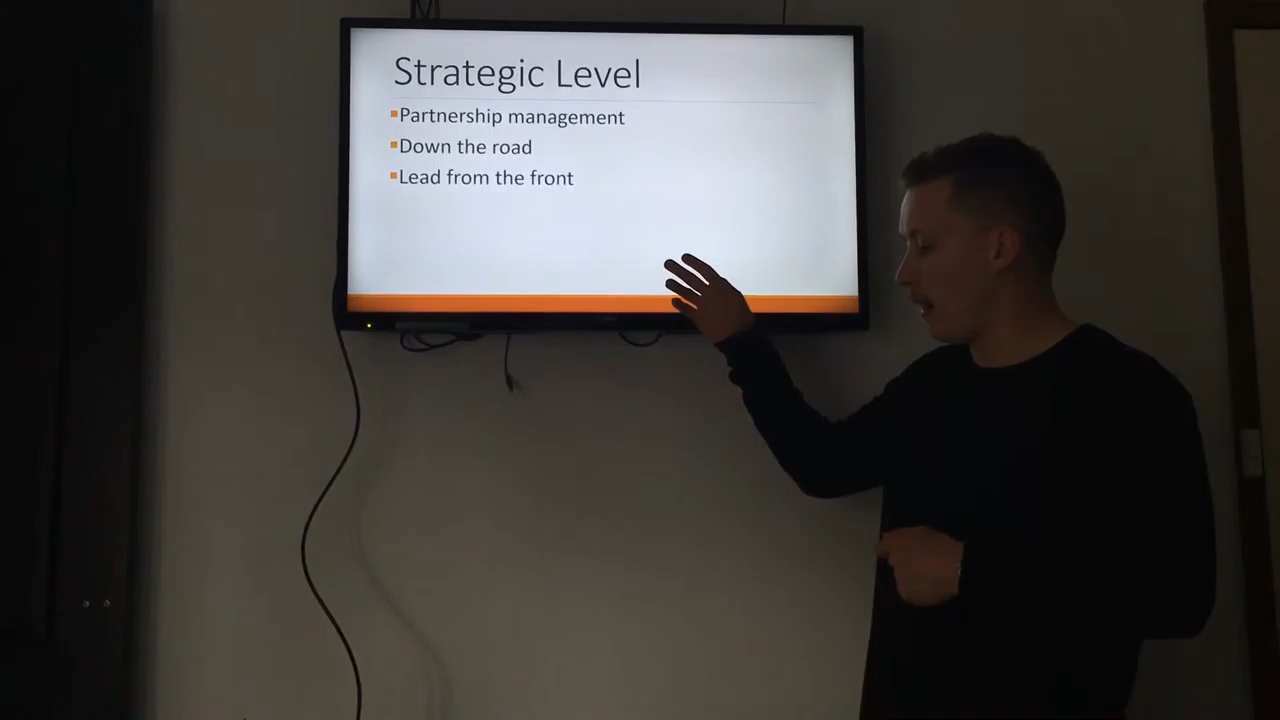 Strategic Level
Partnership management
Down the road
Lead from the front